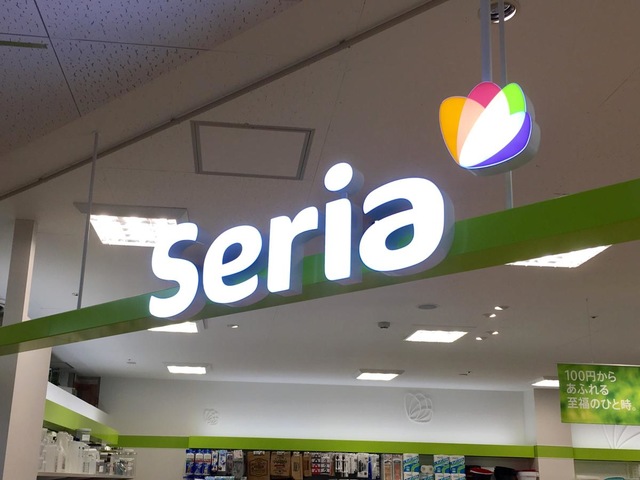 Seria
100円から
あふれる
至福のひと時。